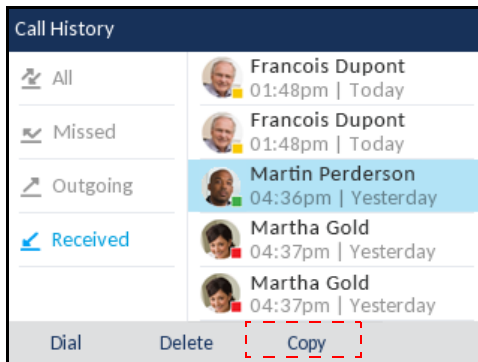 Call History
All
Missed
Outgoing
Received
Francois Dupont
01:48pm | Today
Francois Dupont
01:48pm | Today
Martin Perderson
04:36pm | Yesterday
Martha Gold
04:37pm | Yesterday
Martha Gold
04:37pm | Yesterday
Dial Delete Copy